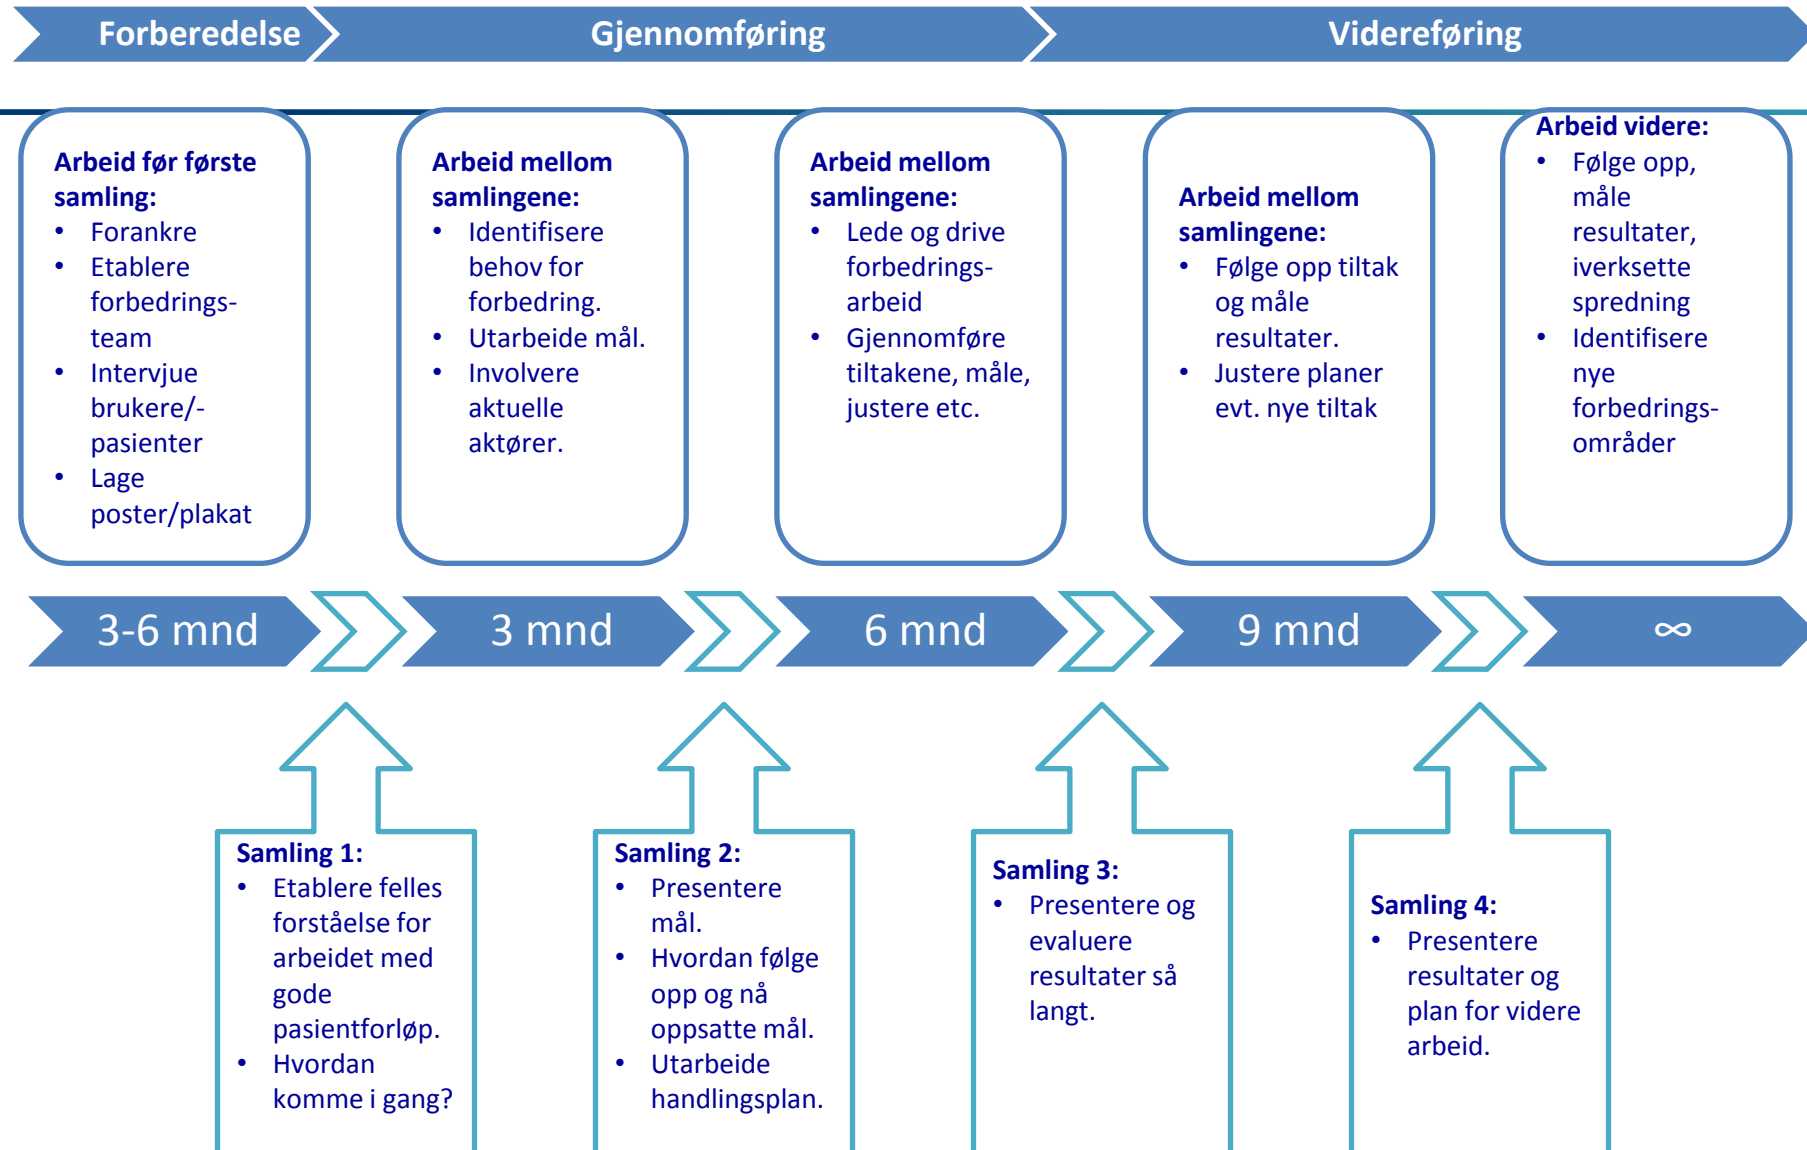 Forberedelse
Gjennomføring
Videreføring
Arbeid før første
samling:
• Forankre
• Etablere
forbedrings-
team
• Intervjue
brukere/-
pasienter
• Lage
poster/plakat
Arbeid mellom
samlingene:
• Identifisere
behov for
forbedring.
• Utarbeide mål.
• Involvere
aktuelle
aktører.
Arbeid mellom
samlingene:
• Lede og drive
forbedrings-
arbeid
• Gjennomføre
tiltakene, måle,
justere etc.
Arbeid mellom
samlingene:
• Følge opp tiltak
og måle
resultater.
• Justere planer
evt. nye tiltak
Arbeid videre:
• Følge opp,
måle
resultater,
iverksette
spredning
• Identifisere
nye
forbedrings-
områder
3-6 mnd
3 mnd
6 mnd
9 mnd
∞
Samling 1:
• Etablere felles
forståelse for
arbeidet med
gode
pasientforløp.
• Hvordan
komme i gang?
Samling 2:
• Presentere
mål.
• Hvordan følge
opp og nå
oppsatte mål.
• Utarbeide
handlingsplan.
Samling 3:
• Presentere og
evaluere
resultater så
langt.
Samling 4:
• Presentere
resultater og
plan for videre
arbeid.